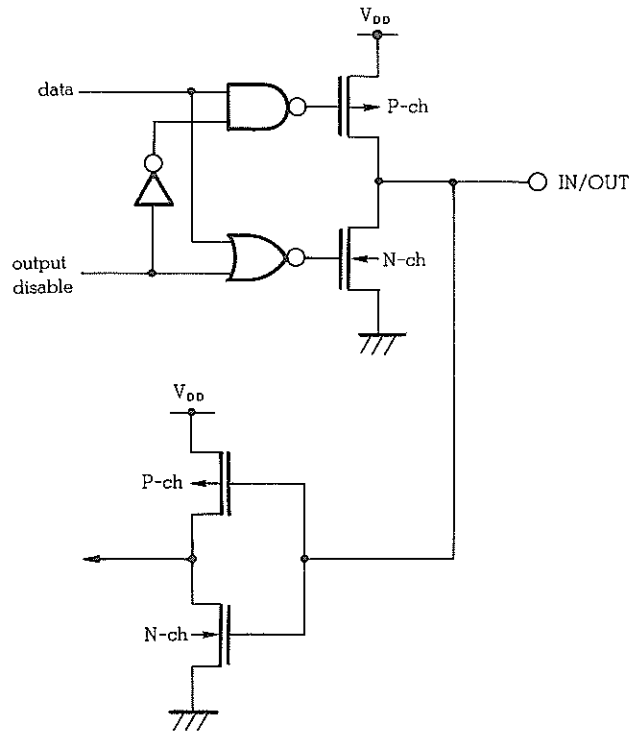 V_DD
data
P-ch
IN/OUT
output
disable
N-ch
V_DD
P-ch
N-ch